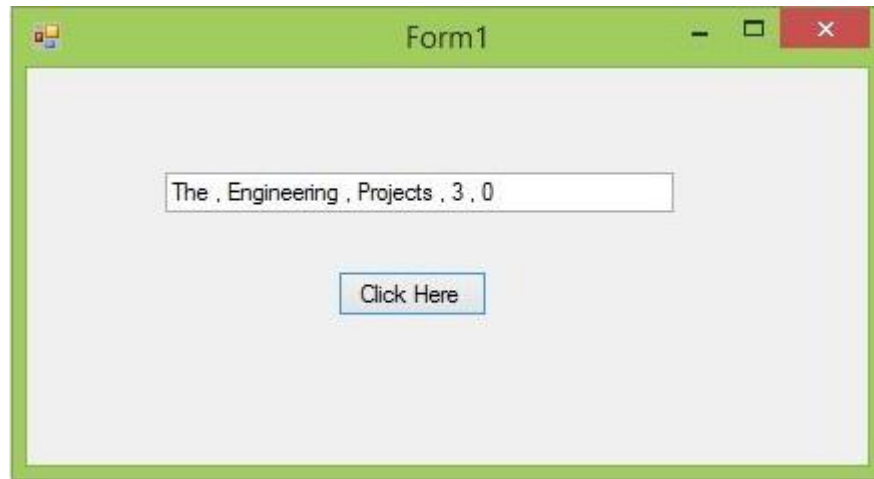 Form1
The , Engineering , Projects , 3 , 0
Click Here